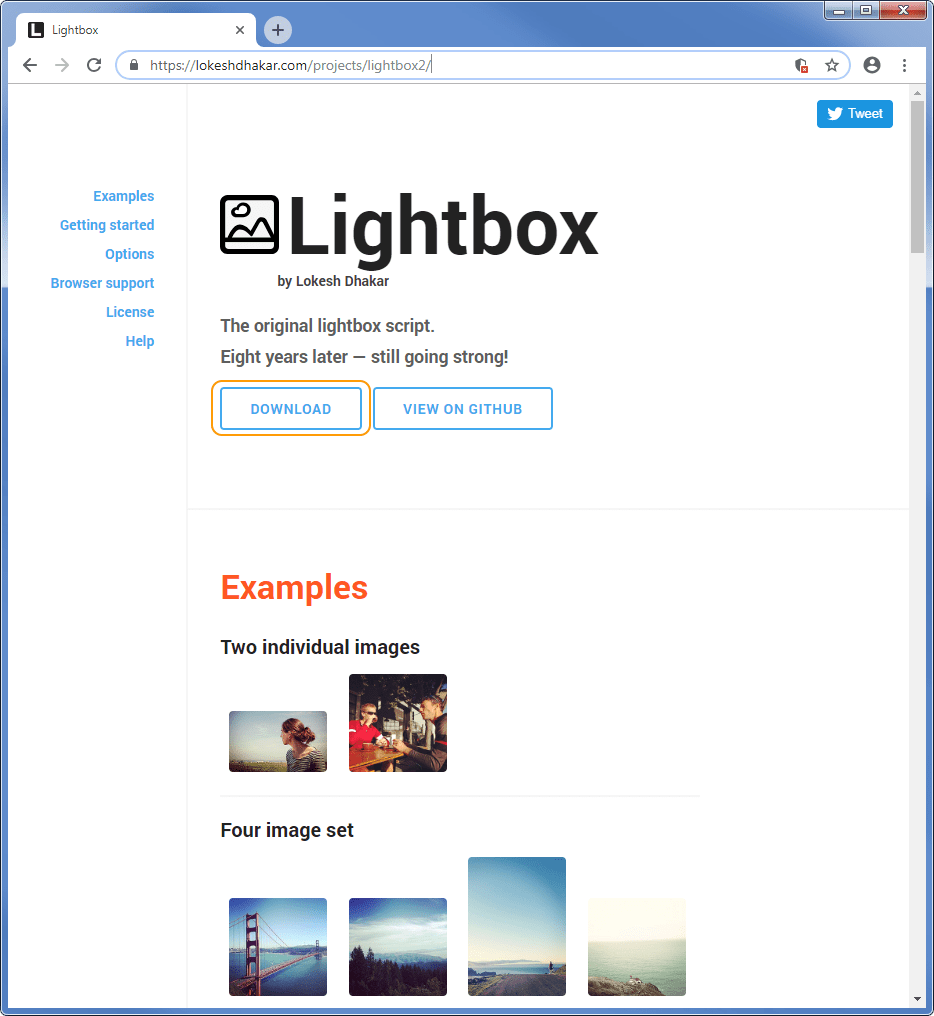 Lightbox
https://lokeshdhakar.com/projects/lightbox2/
Tweet
Examples
Getting started
Options
Browser support
License
Help
Lightbox
by Lokesh Dhakar
The original lightbox script.
Eight years later — still going strong!
DOWNLOAD
VIEW ON GITHUB
Examples
Two individual images
Four image set